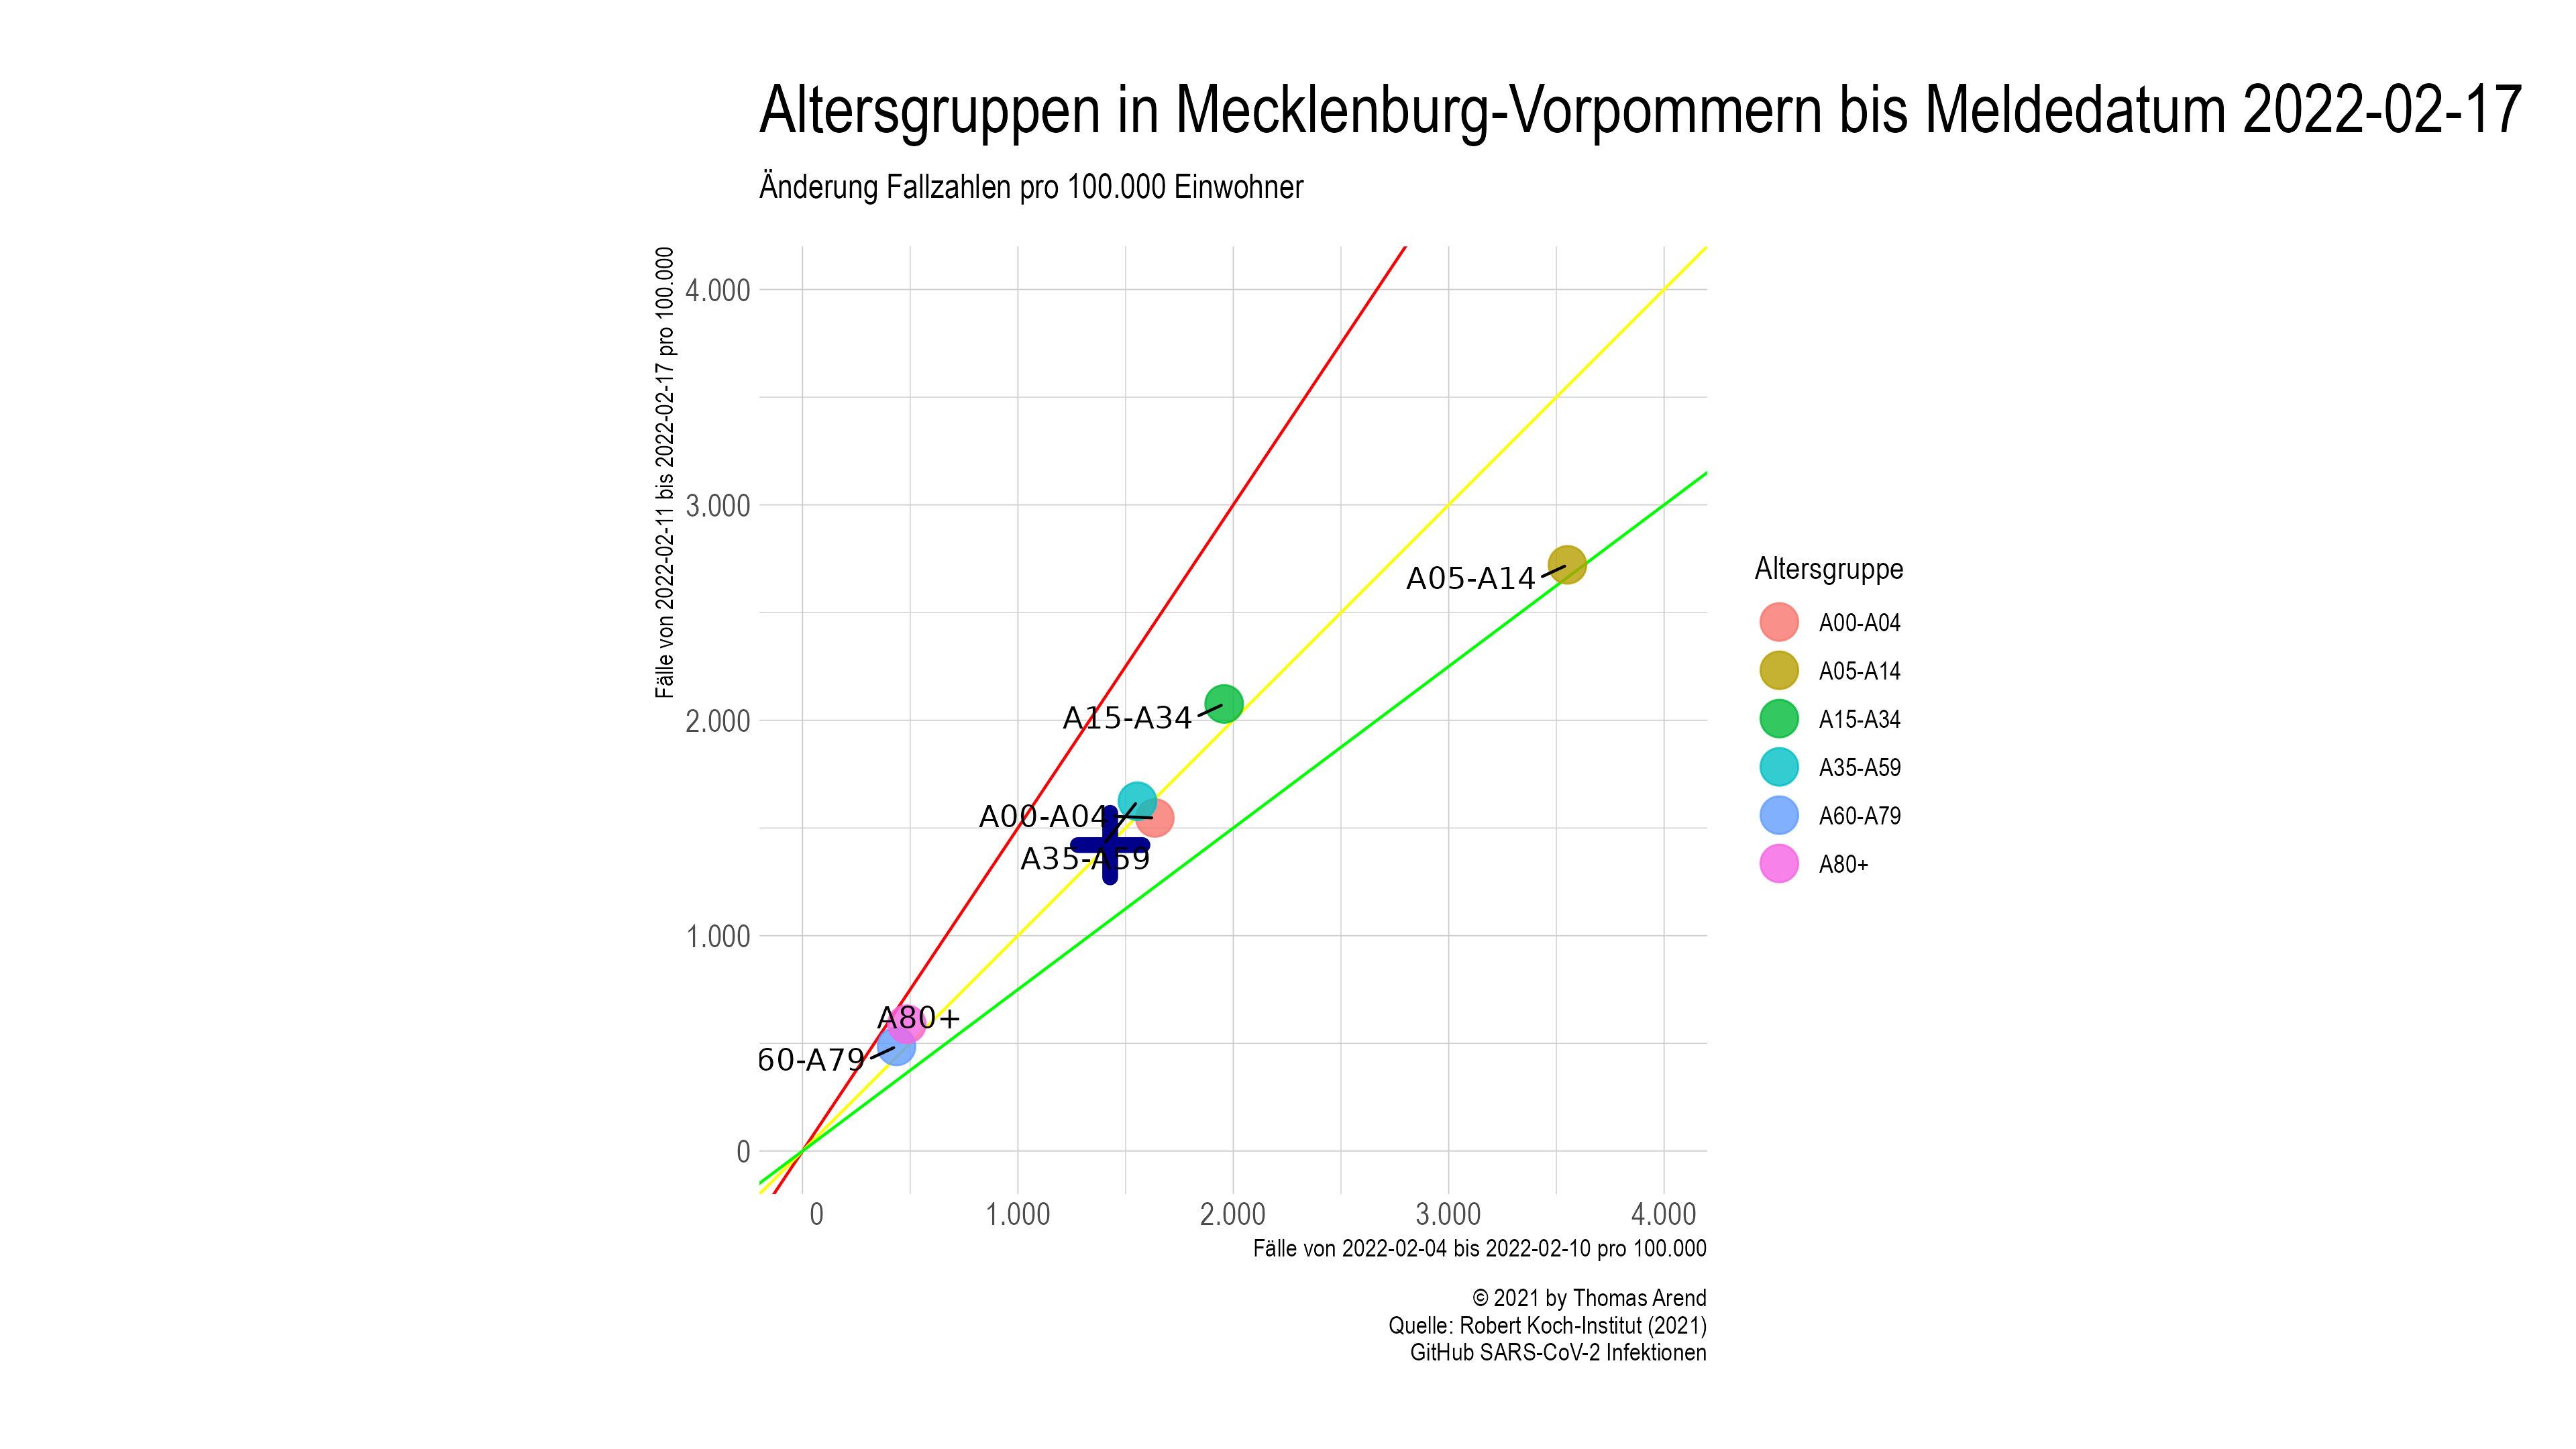 Altersgruppen in Mecklenburg-Vorpommern bis Meldedatum 2022-02-17
Änderung Fallzahlen pro 100.000 Einwohner
Fälle von 2022-02-11 bis 2022-02-17 pro 100.000
4.000
3.000
2.000
1.000
0
A05-A14
A15-A34
A00-A04
A35-A59
A80+
60-A79
0
1.000
2.000
3.000
4.000
Fälle von 2022-02-04 bis 2022-02-10 pro 100.000
Altersgruppe
A00-A04
A05-A14
A15-A34
A35-A59
A60-A79
A80+
© 2021 by Thomas Arend
Quelle: Robert Koch-Institut (2021)
GitHub SARS-CoV-2 Infektionen